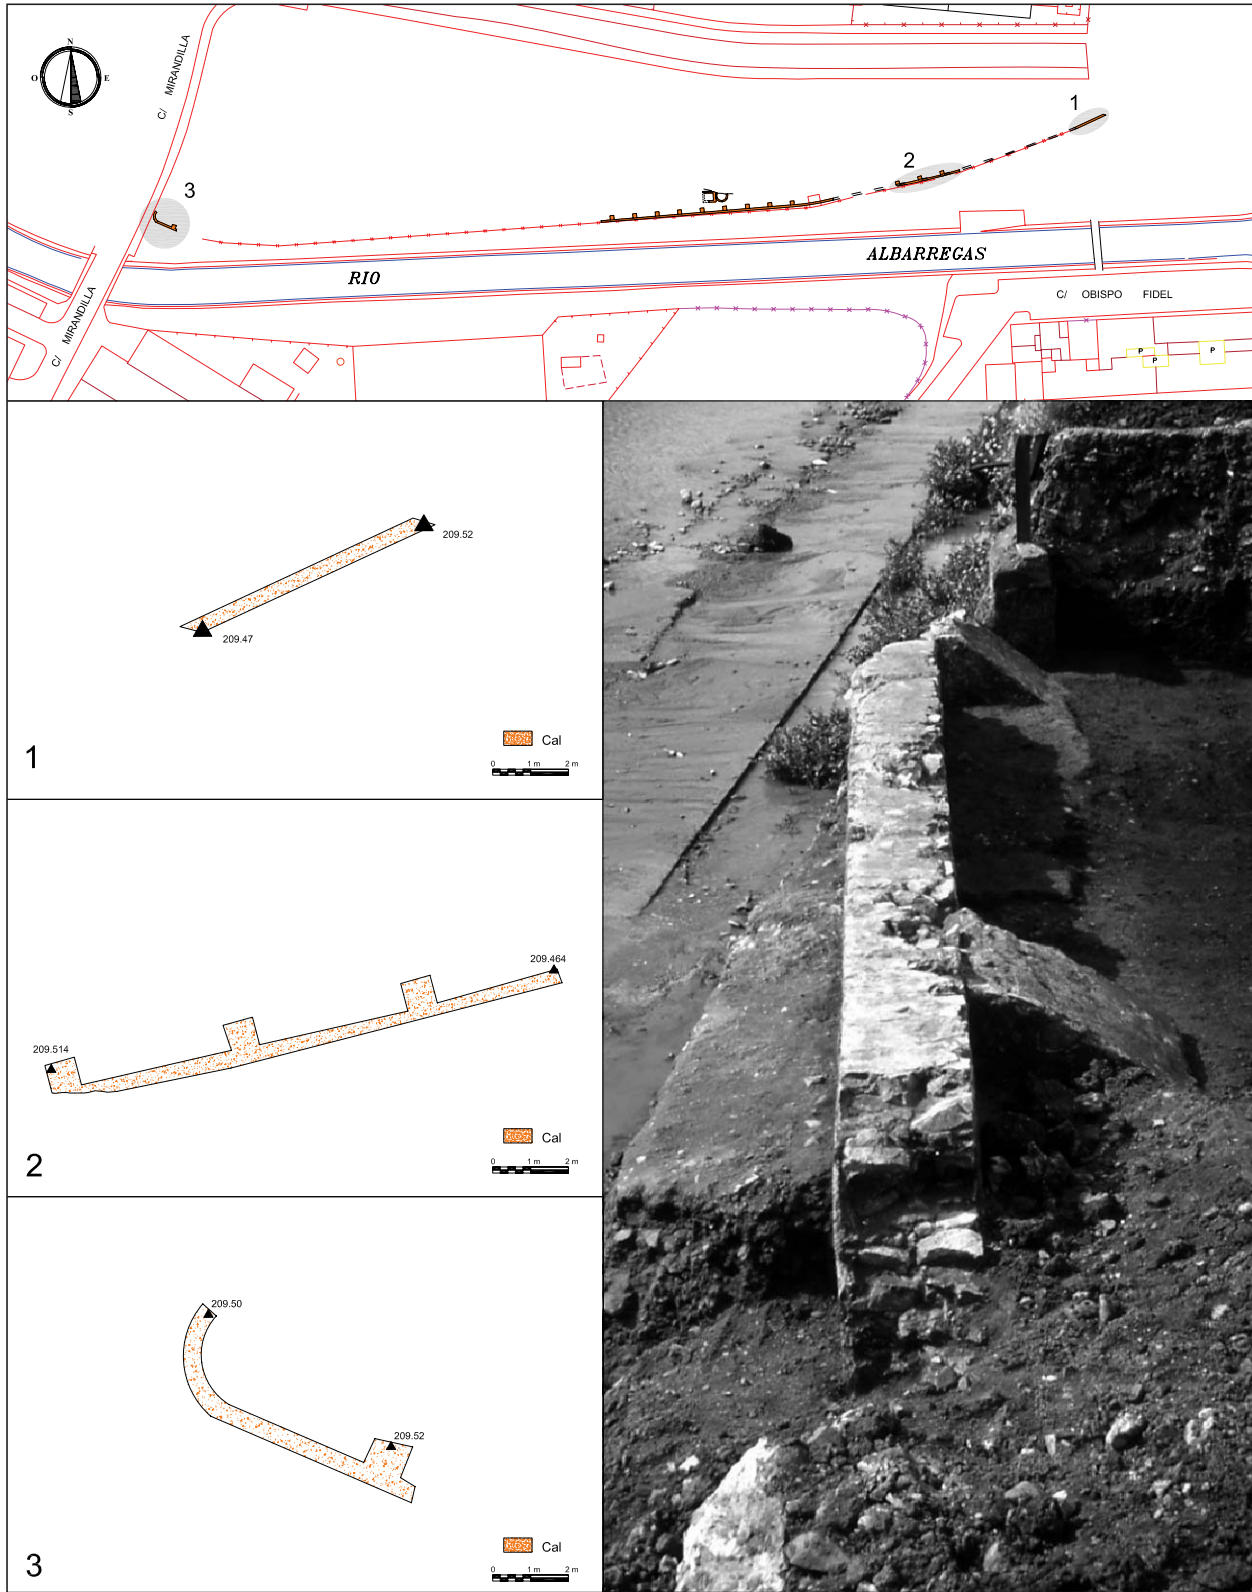 N
O E
S
C/ MIRANDILLA
1
2
3
RIO
ALBARREGAS
C/ MIRANDILLA
C/ OBISPO FIDEL
P
P
P
209.52
209.47
Cal
0 1 m 2 m
1
209.464
209.514
Cal
0 1 m 2 m
2
209.50
209.52
Cal
0 1 m 2 m
3